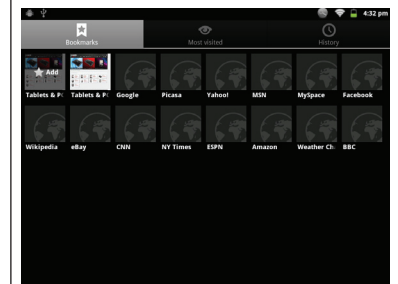 4:32 pm
Bookmarks Most visited History
Add
Tablets & P Tablets & P Google Picasa Yahoo! MSN MySpace Facebook
Wikipedia eBay CNN NY Times ESPN Amazon Weather Ch BBC